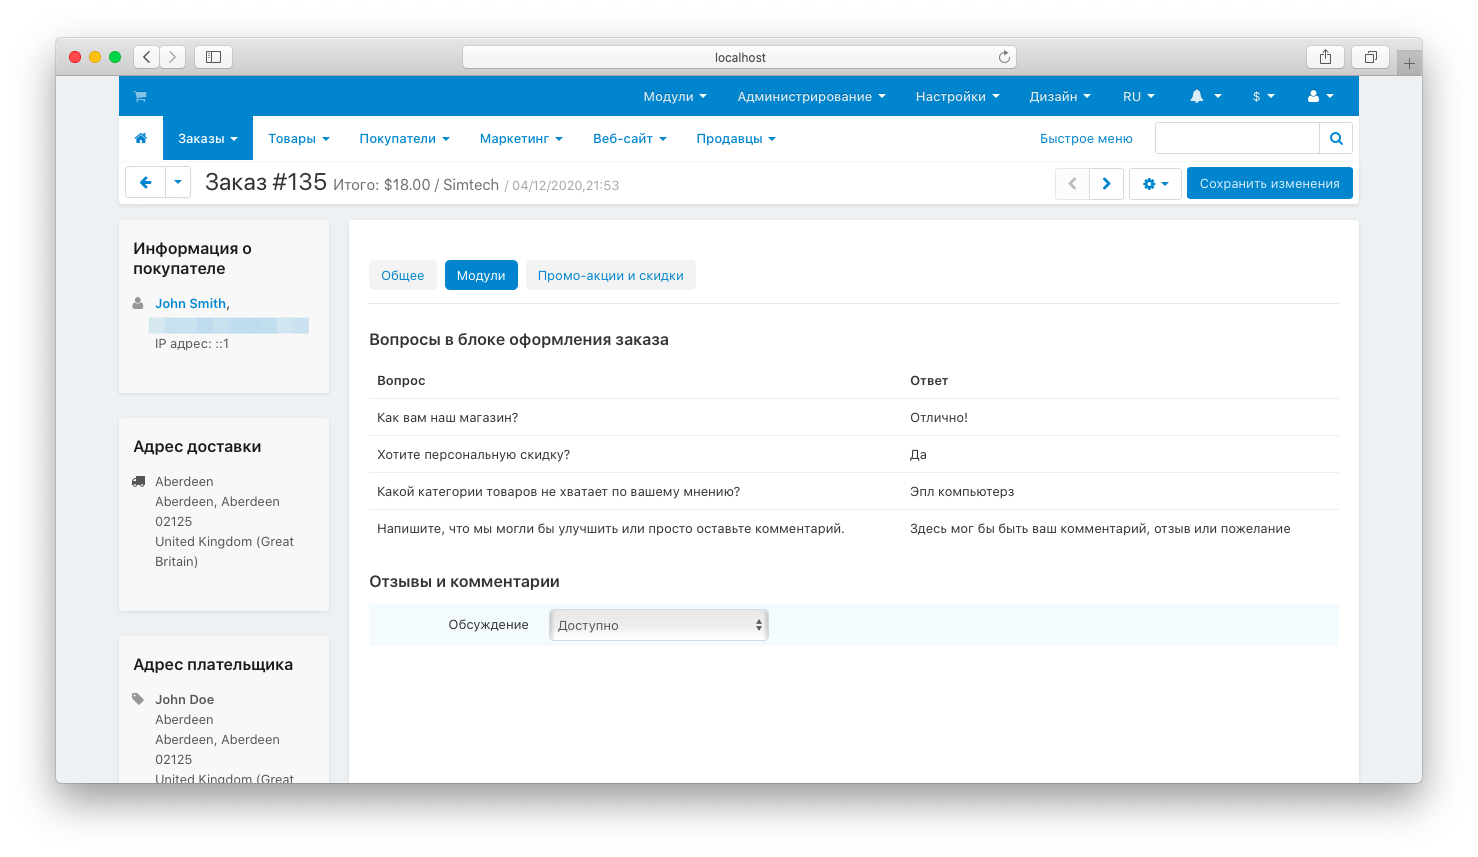 localhost
Модули Администрирование Настройки Дизайн RU $
Заказы Товары Покупатели Маркетинг Веб-сайт Продавцы Быстрое меню
Заказ #135 Итого: $18.00 / Simtech / 04/12/2020,21:53 Сохранить изменения
Информация о
покупателе
John Smith,
IP адрес: ::1
Адрес доставки
Aberdeen
Aberdeen, Aberdeen
02125
United Kingdom (Great
Britain)
Адрес плательщика
John Doe
Aberdeen
Aberdeen, Aberdeen
02125
United Kingdom (Great
Общее Модули Промо-акции и скидки
Вопросы в блоке оформления заказа
Вопрос Ответ
Как вам наш магазин? Отлично!
Хотите персональную скидку? Да
Какой категории товаров не хватает по вашему мнению? Эпл компьютерз
Напишите, что мы могли бы улучшить или просто оставьте комментарий. Здесь мог бы быть ваш комментарий, отзыв или пожелание
Отзывы и комментарии
Обсуждение Доступно